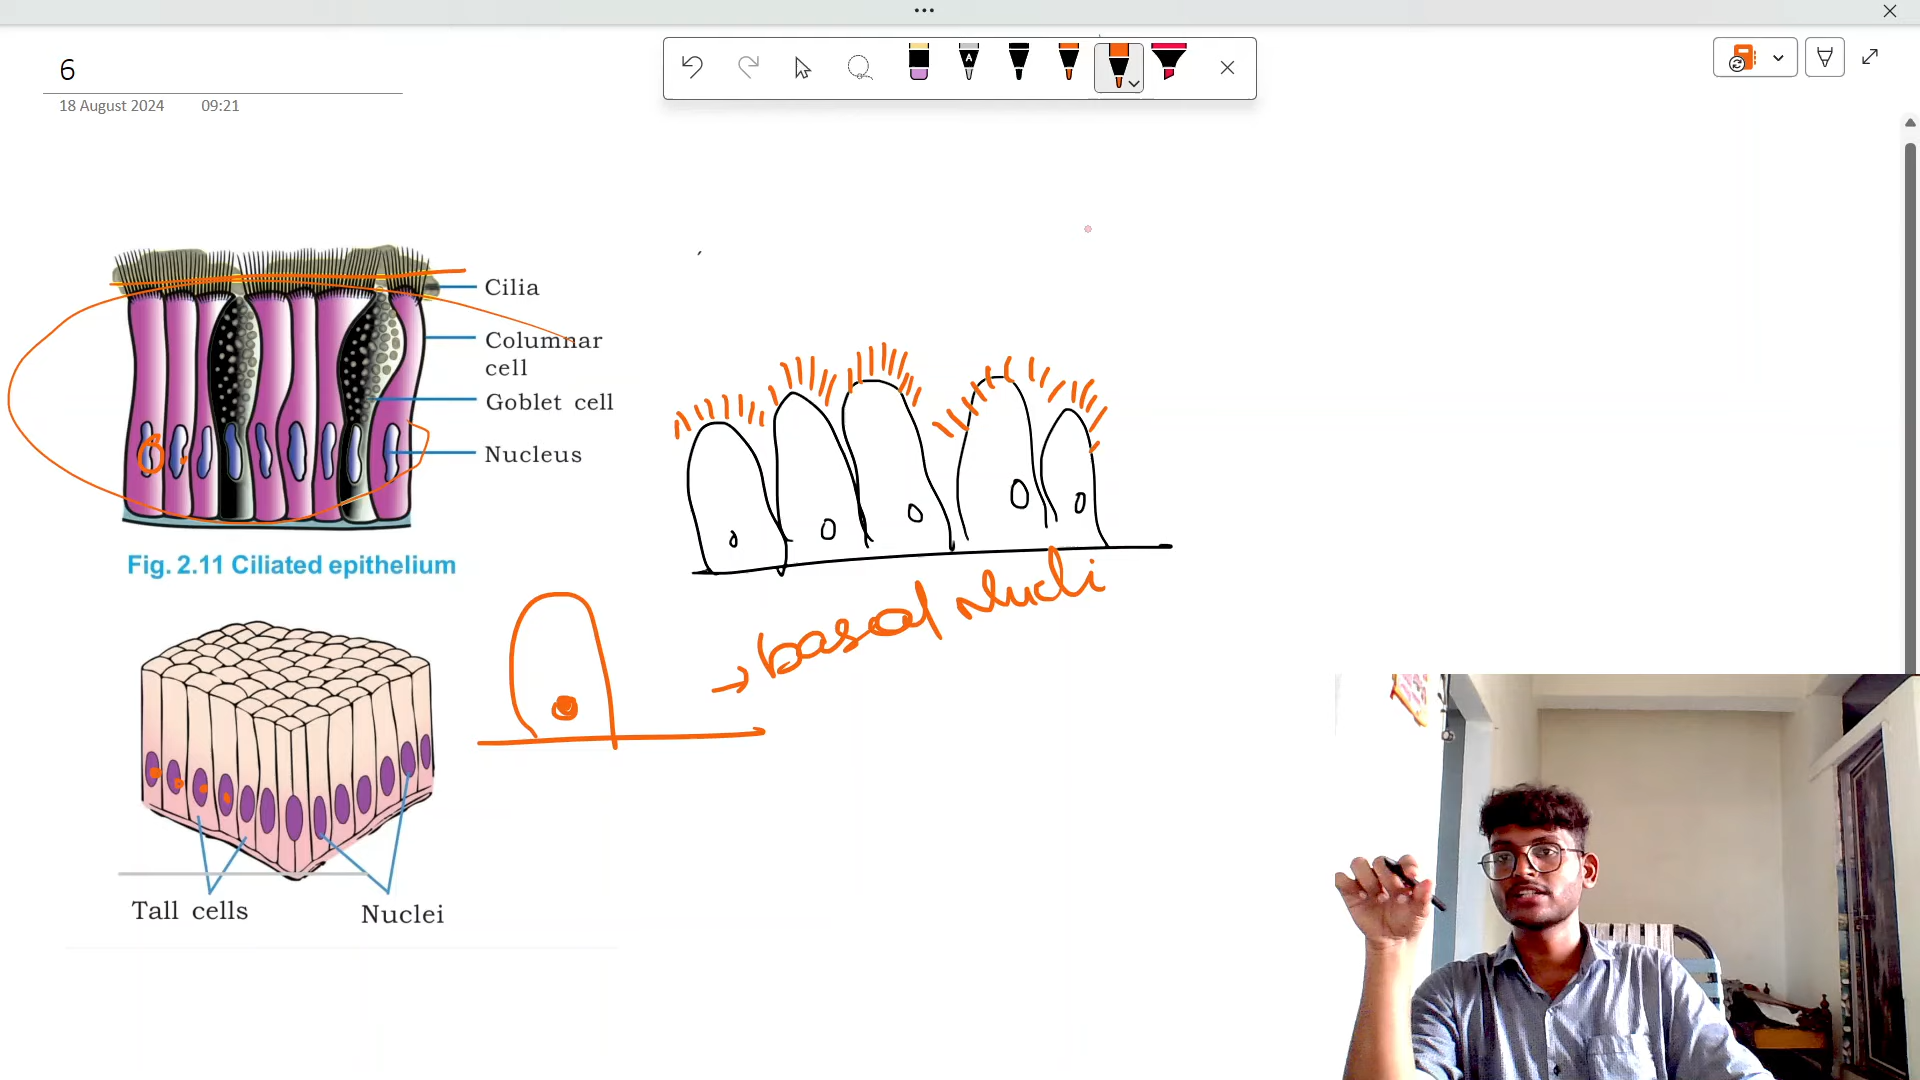 6
18 August 2024 09:21
A
Cilia
Columnar
cell
Goblet cell
Nucleus
Fig. 2.11 Ciliated epithelium
→ basal Nucli
Tall cells
Nuclei